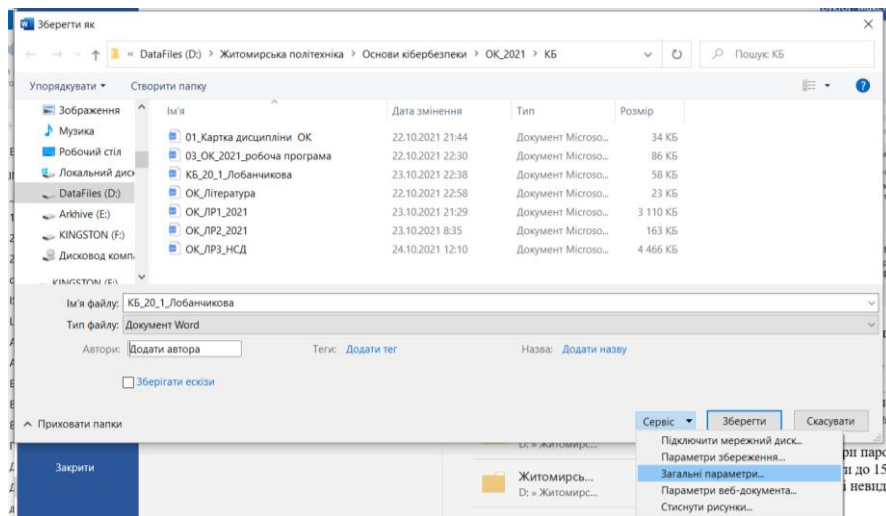 Зберегти як
« DataFiles (D:) > Житомирська політехніка > Основи кібербезпеки > ОК_2021 > КБ
Пошук: КБ
Упорядкувати Створити папку
Зображення
Музика
Робочий стіл
Локальний диск
DataFiles (D:)
Arkhive (E:)
KINGSTON (F:)
Дисковод комп.
KINGSTON (F:)
Ім'я Дата змінення Тип Розмір
01_Картка дисципліни ОК 22.10.2021 21:44 Документ Microso... 34 КБ
03_ОК_2021_робоча програма 22.10.2021 22:30 Документ Microso... 86 КБ
КБ_20_1_Лобанчикова 23.10.2021 22:38 Документ Microso... 58 КБ
ОК_Література 22.10.2021 22:58 Документ Microso... 23 КБ
ОК_ЛР1_2021 23.10.2021 21:29 Документ Microso... 3 110 КБ
ОК_ЛР2_2021 23.10.2021 8:35 Документ Microso... 163 КБ
ОК_ЛР3_НСД 24.10.2021 12:10 Документ Microso... 4 466 КБ
Ім'я файлу: КБ_20_1_Лобанчикова
Тип файлу: Документ Word
Автори: Додати автора Теги: Додати тег Назва: Додати назву
Зберігати ескізи
Приховати папки
Сервіс Зберегти Скасувати
Підключити мережний диск...
Параметри збереження...
Загальні параметри...
Параметри веб-документа...
Стиснути рисунки...
Закрити
D: » Житомирс...
Житомирсь...
D: » Житомирс...
до 15